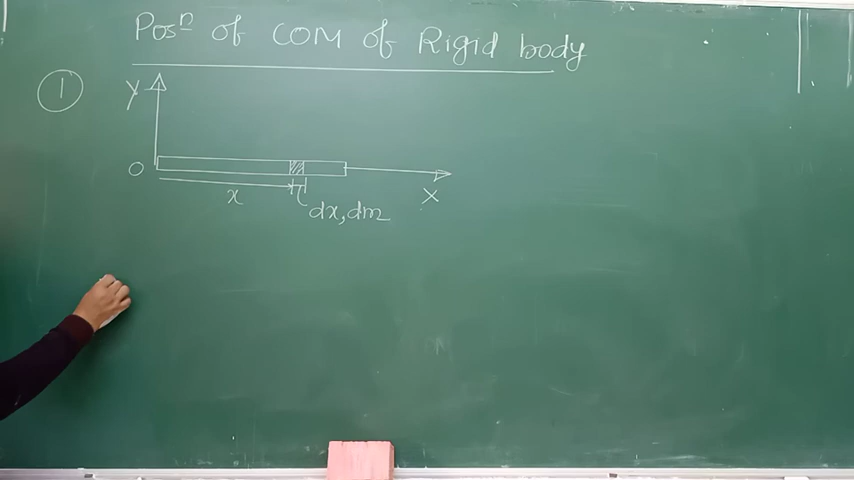 Posⁿ of COM of Rigid body
1
y
O
x
X
dx, dm